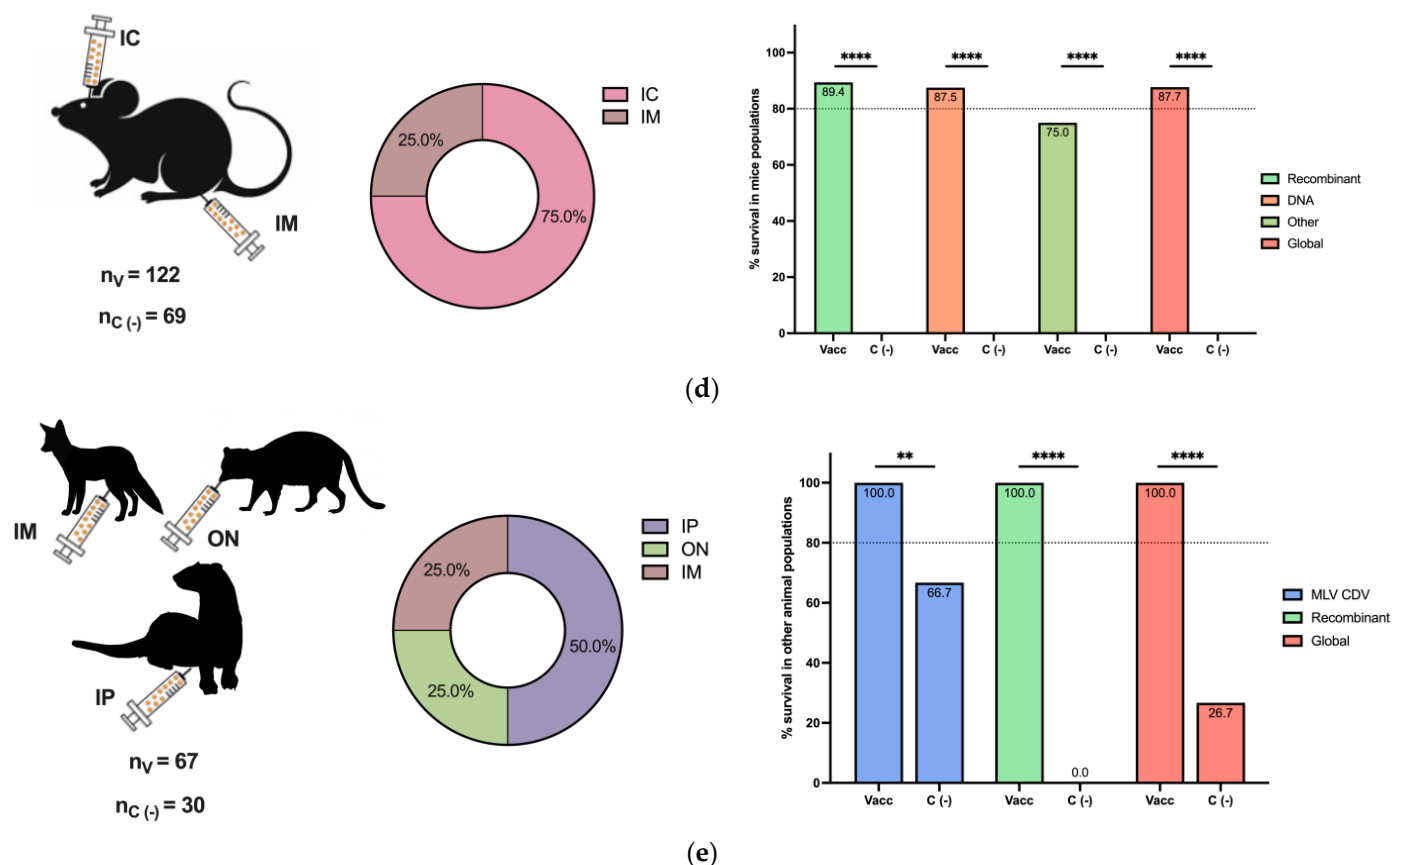 IC
IM
nV = 122
nC (-) = 69
25.0%
75.0%
IC
IM
% survival in mice populations
100
80
60
40
20
0
****
****
****
****
89.4
87.5
75.0
87.7
Vacc C (-) Vacc C (-) Vacc C (-) Vacc C (-)
Recombinant
DNA
Other
Global
(d)
IM
ON
IP
nV = 67
nC (-) = 30
25.0%
50.0%
25.0%
IP
ON
IM
% survival in other animal populations
100
80
60
40
20
0
**
****
****
100.0
66.7
100.0
0.0
100.0
26.7
Vacc C (-) Vacc C (-) Vacc C (-)
MLV CDV
Recombinant
Global
(e)